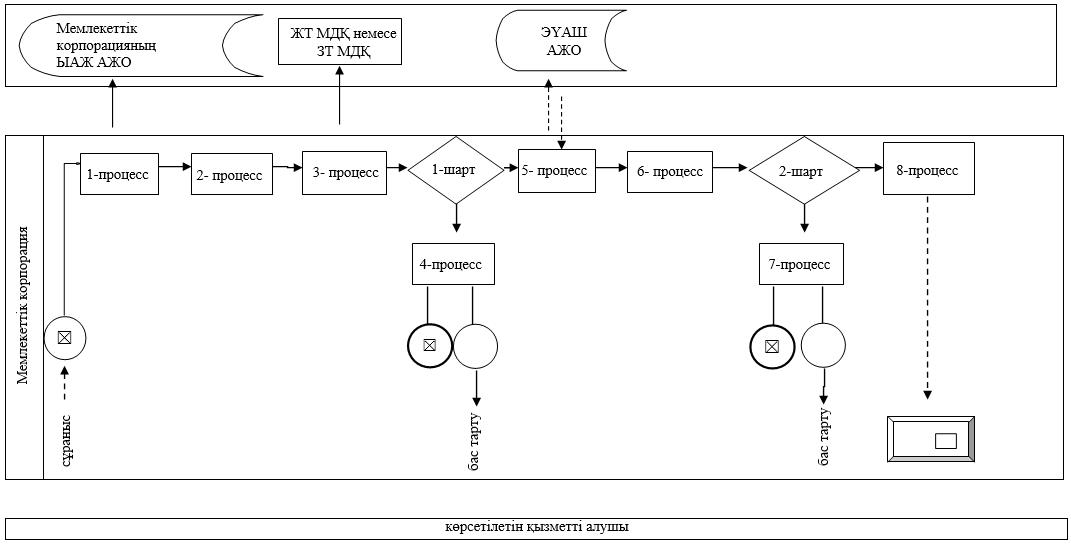 Мемлекеттік
корпорацияның
ЫАЖ АЖО
ЖТ МДҚ немесе
ЗТ МДҚ
ЭҮАШ
АЖО
Мемлекеттік корпорация
1-процесс
2- процесс
3- процесс
1-шарт
5- процесс
6- процесс
2-шарт
8-процесс
4-процесс
7-процесс
сұраныс
бас тарту
бас тарту
көрсетілетін қызметті алушы